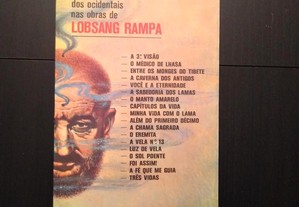 dos ocidentais
nas obras de
LOBSANG RAMPA
A 3ª VISÃO
O MÉDICO DE LHASA
ENTRE OS MONGES DO TIBETE
A CAVERNA DOS ANTIGOS
VOCÊ E A ETERNIDADE
A SABEDORIA DOS LAMAS
O MANTO AMARELO
CAPÍTULOS DA VIDA
MINHA VIDA COM O LAMA
ALÉM DO PRIMEIRO DÉCIMO
A CHAMA SAGRADA
O EREMITA
A VELA Nº 13
LUZ DE VELA
O SOL POENTE
FOI ASSIM!
A FÉ QUE ME GUIA
TRÊS VIDAS